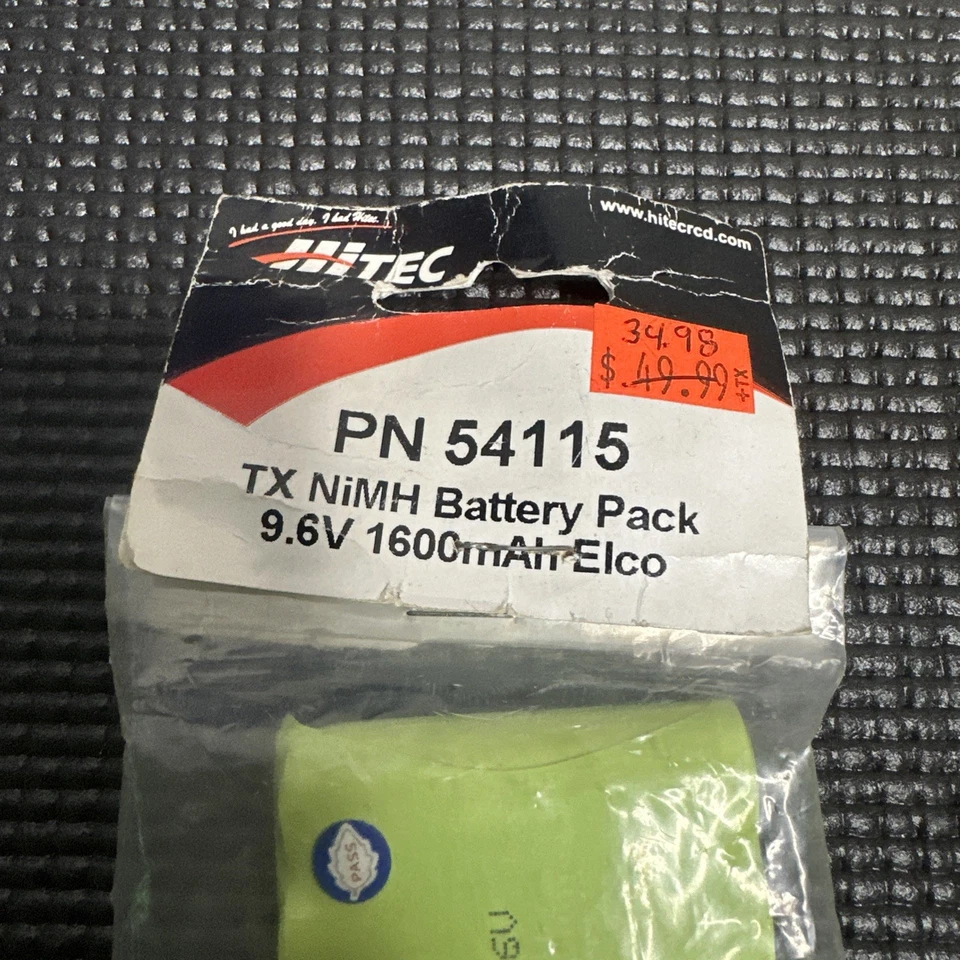 I had a good day. I had Hitec.
HiTEC
www.hitecrcd.com
34.98
$ 49.99 +TX
PN 54115
TX NiMH Battery Pack
9.6V 1600mAh Elco
PASS
6V